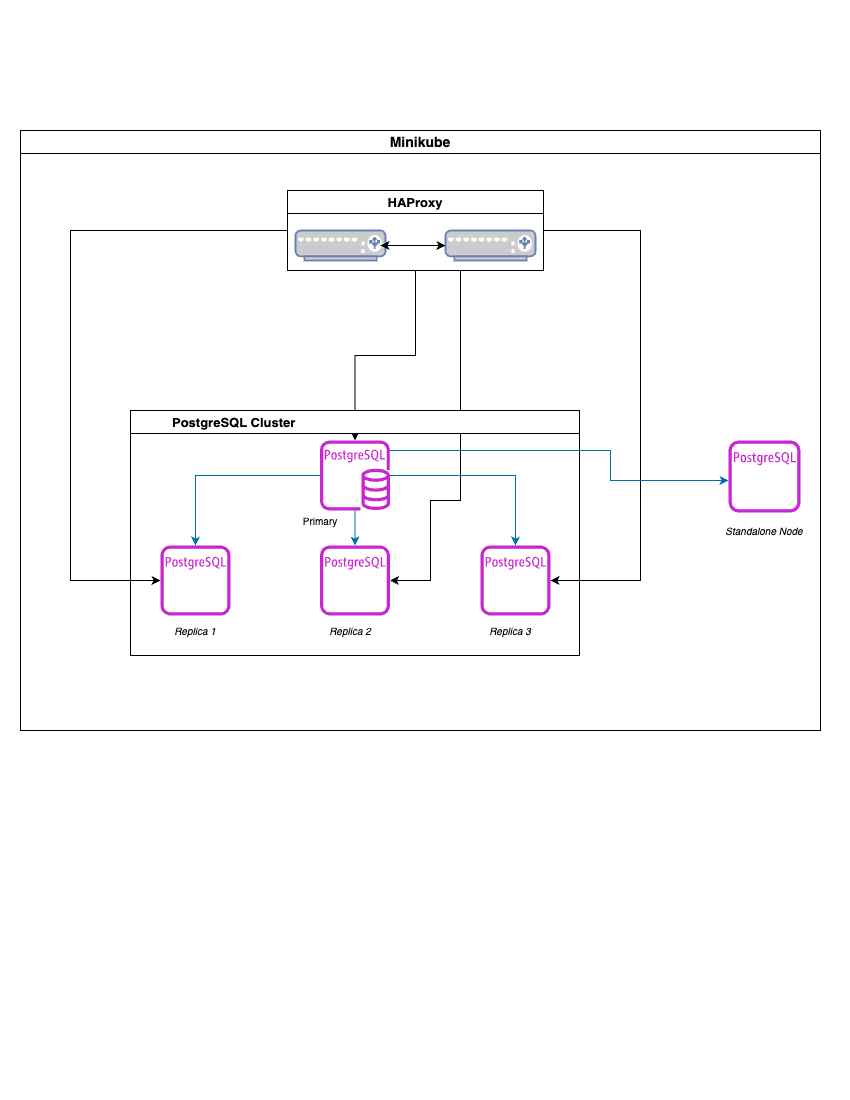 Minikube
HAProxy
PostgreSQL Cluster
PostgreSQL
PostgreSQL
Primary
Standalone Node
PostgreSQL
PostgreSQL
PostgreSQL
Replica 1
Replica 2
Replica 3